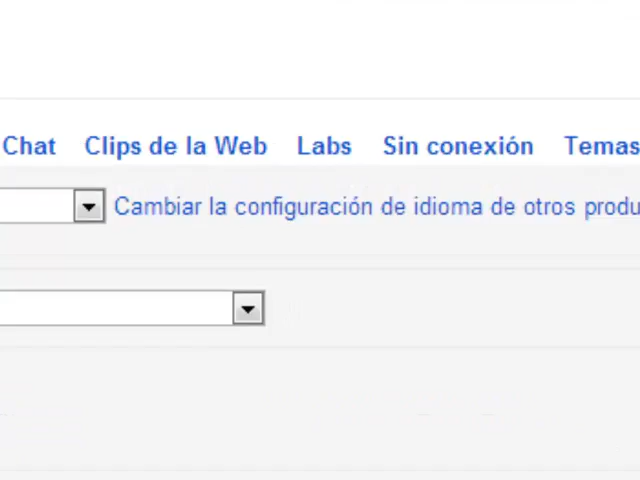 Chat Clips de la Web Labs Sin conexión Temas
Cambiar la configuración de idioma de otros produ